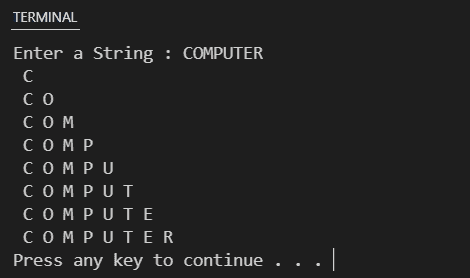 TERMINAL
Enter a String : COMPUTER
C
C O
C O M
C O M P
C O M P U
C O M P U T
C O M P U T E
C O M P U T E R
Press any key to continue . . .